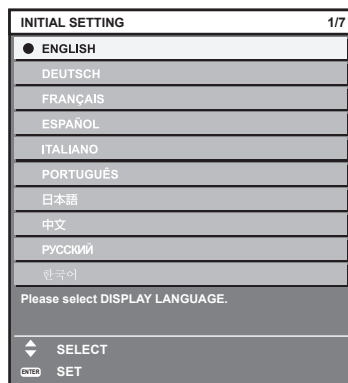 INITIAL SETTING 1/7
ENGLISH
DEUTSCH
FRANÇAIS
ESPAÑOL
ITALIANO
PORTUGUÊS
日本語
中文
РУССКИЙ
한국어
Please select DISPLAY LANGUAGE.
SELECT
ENTER SET